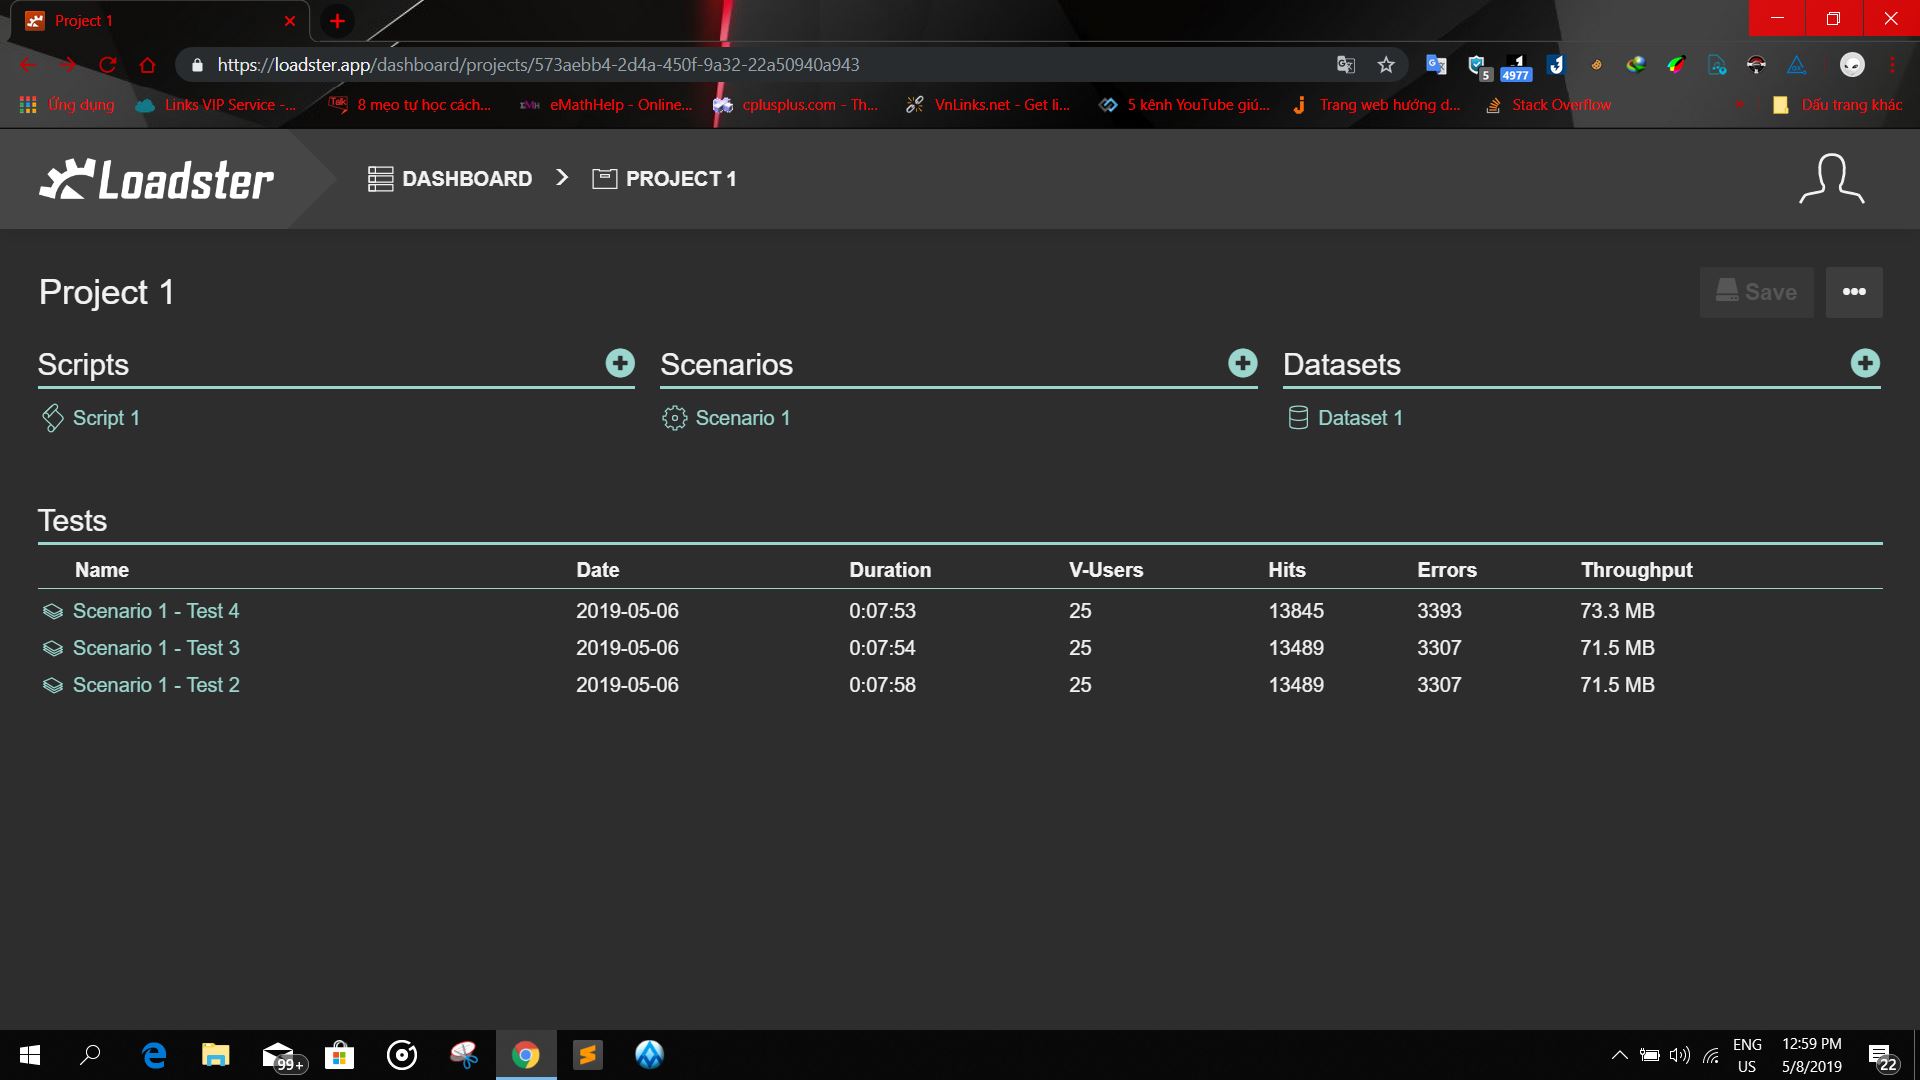 Project 1
https://loadster.app/dashboard/projects/573aebb4-2d4a-450f-9a32-22a50940a943
5
4977
Ứng dụng
Links VIP Service -...
Talk
8 mẹo tự học cách...
ΣMH
eMathHelp - Online...
cplusplus.com - Th...
VnLinks.net - Get li...
5 kênh YouTube giú...
Trang web hướng d...
Stack Overflow
Dấu trang khác
Loadster
DASHBOARD > PROJECT 1
Project 1
Save
Scripts
Scenarios
Datasets
Script 1
Scenario 1
Dataset 1
Tests
Name Date Duration V-Users Hits Errors Throughput
Scenario 1 - Test 4 2019-05-06 0:07:53 25 13845 3393 73.3 MB
Scenario 1 - Test 3 2019-05-06 0:07:54 25 13489 3307 71.5 MB
Scenario 1 - Test 2 2019-05-06 0:07:58 25 13489 3307 71.5 MB
99+
ENG
US
12:59 PM
5/8/2019
22